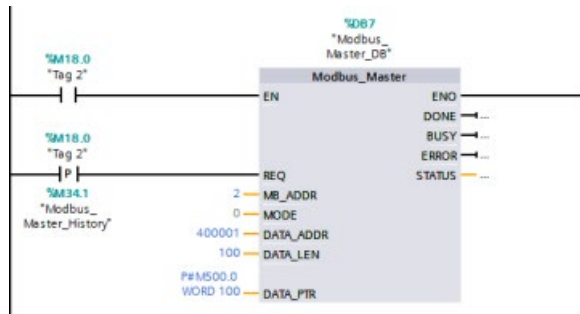 %DB7
"Modbus_
Master_DB"
%M18.0
"Tag 2"
Modbus_Master
EN
ENO
DONE
...
BUSY
...
%M18.0
"Tag 2"
ERROR
...
P
REQ
STATUS
...
%M34.1
"Modbus_
Master_History"
2
MB_ADDR
0
MODE
400001
DATA_ADDR
100
DATA_LEN
P#M500.0
WORD 100
DATA_PTR